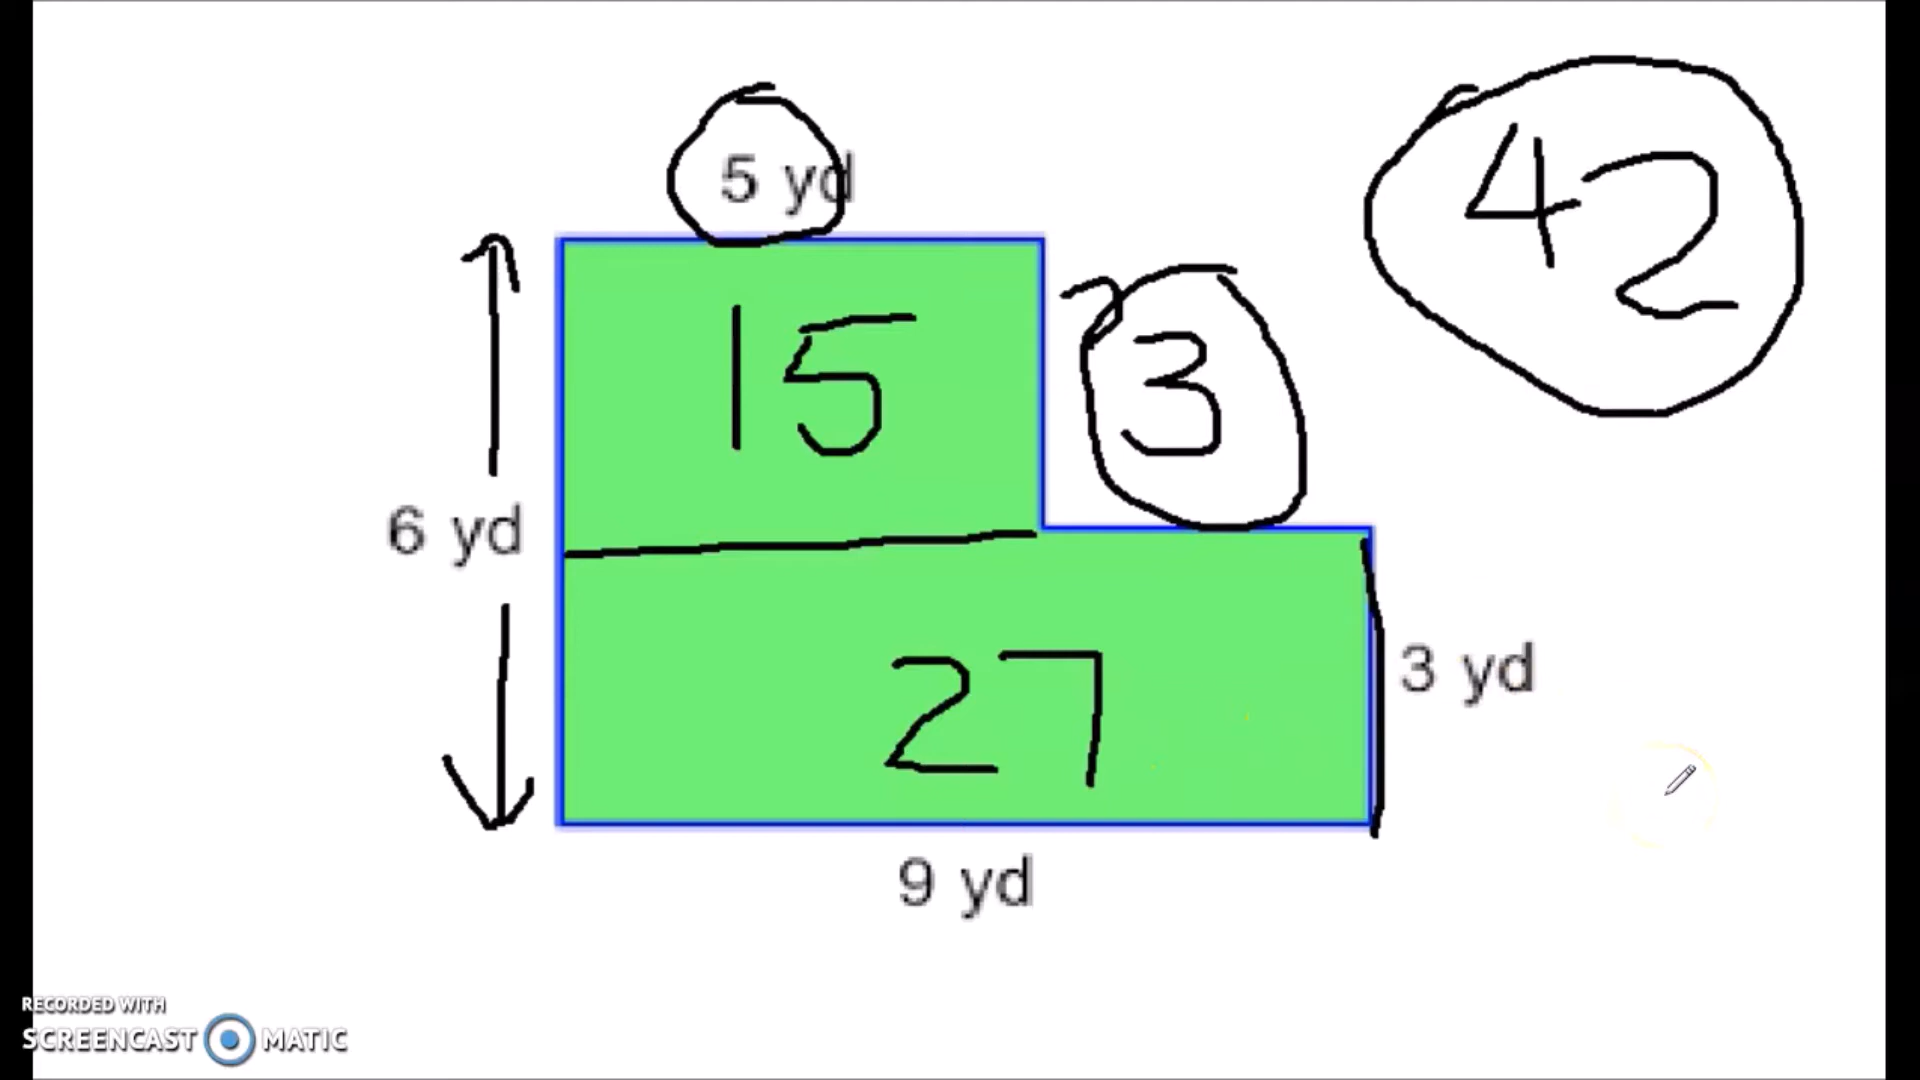 5 yd
42
15
3
6 yd
27
3 yd
9 yd
RECORDED WITH
SCREENCAST MATIC